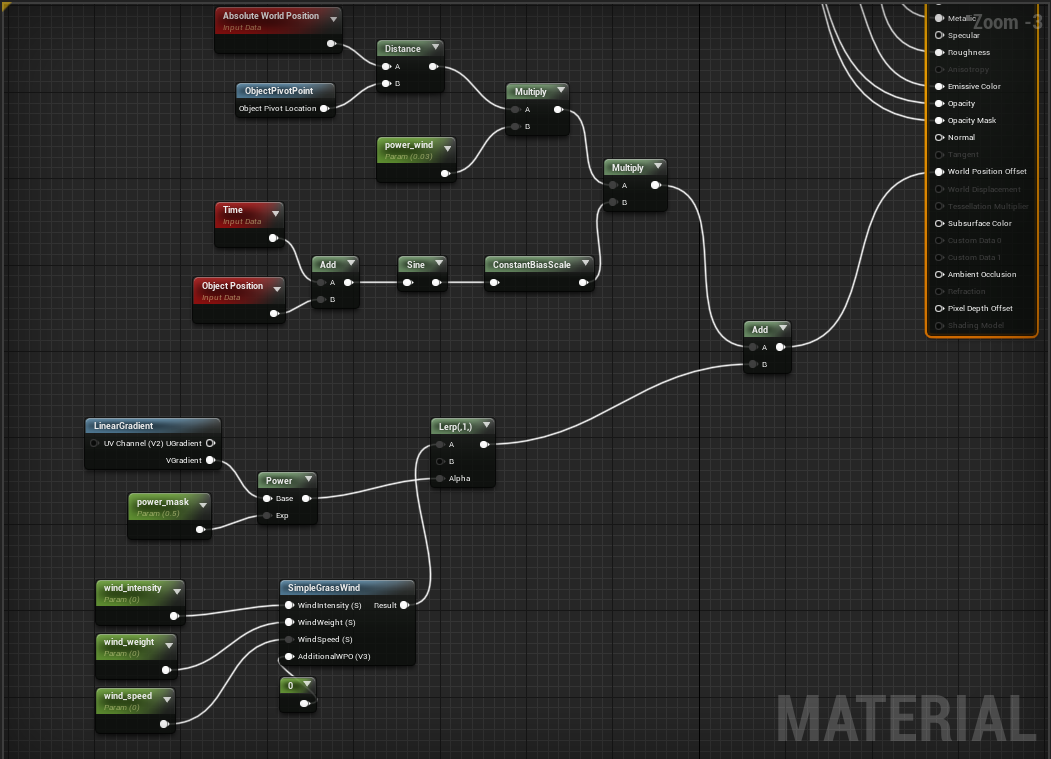 Absolute World Position
Input Data
Distance
A
B
ObjectPivotPoint
Object Pivot Location
Multiply
A
B
power_wind
Param (0.03)
Multiply
A
B
Time
Input Data
Add
A
B
Sine
ConstantBiasScale
Object Position
Input Data
Add
A
B
LinearGradient
UV Channel (V2) UGradient
VGradient
Lerp(,1,)
A
B
Alpha
Power
Base
Exp
power_mask
Param (0.5)
wind_intensity
Param (0)
SimpleGrassWind
WindIntensity (S) Result
WindWeight (S)
WindSpeed (S)
AdditionalWPO (V3)
wind_weight
Param (0)
wind_speed
Param (0)
0
Zoom -3
Metallic
Specular
Roughness
Anisotropy
Emissive Color
Opacity
Opacity Mask
Normal
Tangent
World Position Offset
World Displacement
Tessellation Multiplier
Subsurface Color
Custom Data 0
Custom Data 1
Ambient Occlusion
Refraction
Pixel Depth Offset
Shading Model
MATERIAL